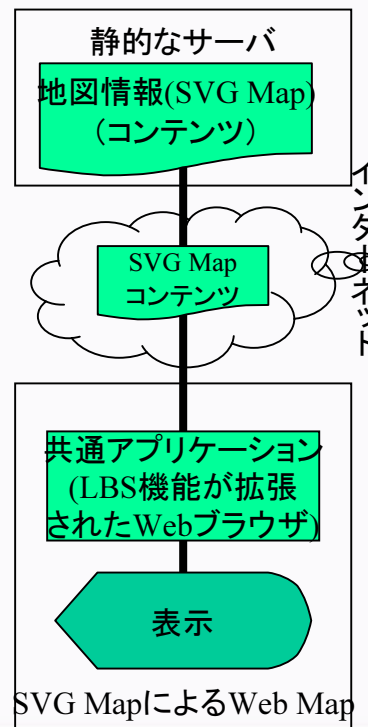 静的なサーバ
地図情報(SVG Map)
（コンテンツ）
インターネット
SVG Map
コンテンツ
共通アプリケーション
(LBS機能が拡張
されたWebブラウザ)
表示
SVG MapによるWeb Map